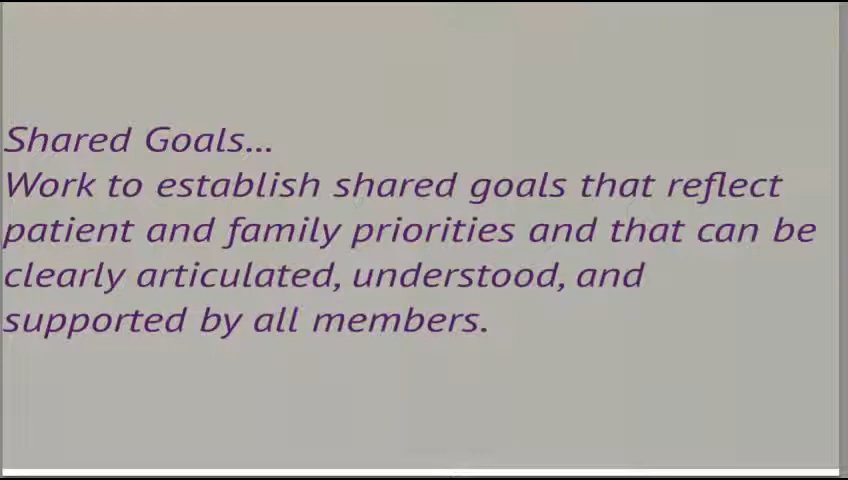 Shared Goals...
Work to establish shared goals that reflect
patient and family priorities and that can be
clearly articulated, understood, and
supported by all members.